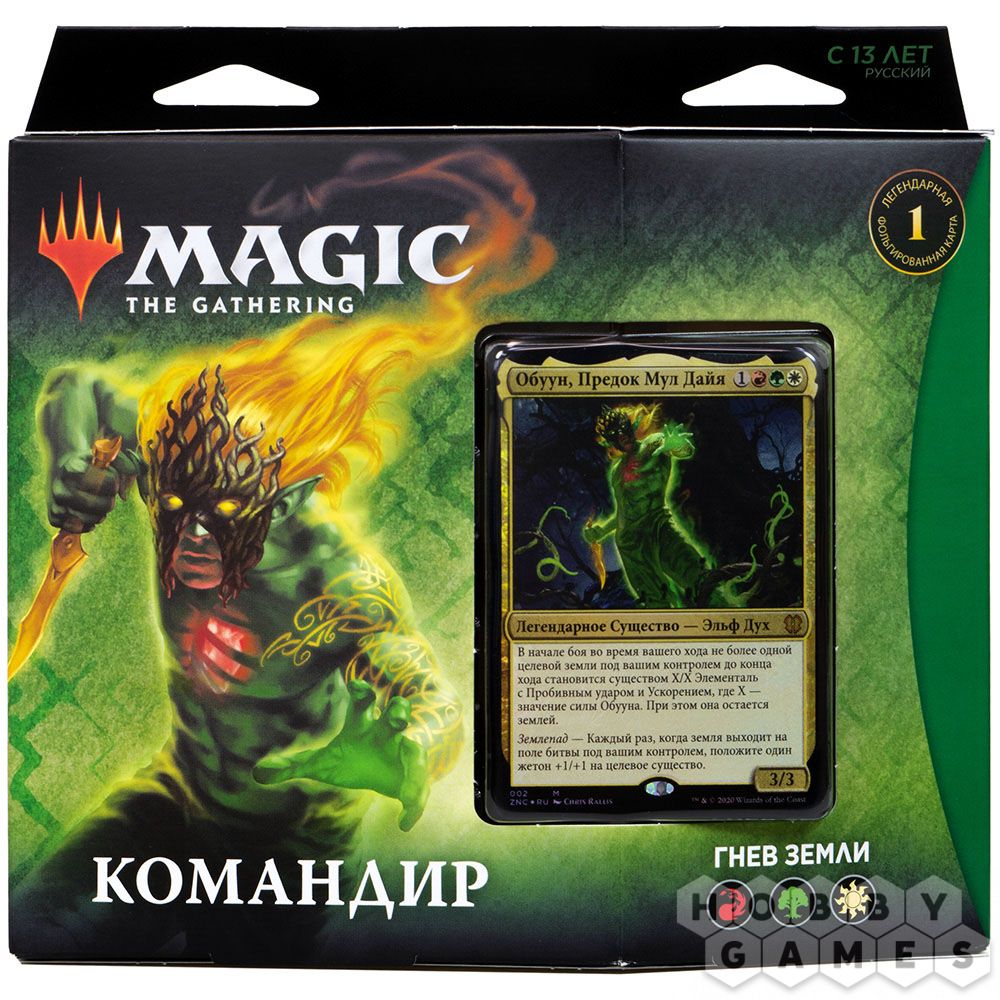 С 13 ЛЕТ
РУССКИЙ
ЛЕГЕНДАРНАЯ
1
ФОЛЬГИРОВАННАЯ КАРТА
MAGIC
THE GATHERING
Обуун, Предок Мул Дайя 1
Легендарное Существо — Эльф Дух
В начале боя во время вашего хода не более одной
целевой земли под вашим контролем до конца
хода становится существом X/X Элементаль
с Пробивным ударом и Ускорением, где X —
значение силы Обууна. При этом она остается
землей.
Землепад — Каждый раз, когда земля выходит на
поле битвы под вашим контролем, положите один
жетон +1/+1 на целевое существо.
3/3
002 M
ZNC • RU Chris Rallis
™ & © 2020 Wizards of the Coast
КОМАНДИР
ГНЕВ ЗЕМЛИ
HOBBY
GAMES